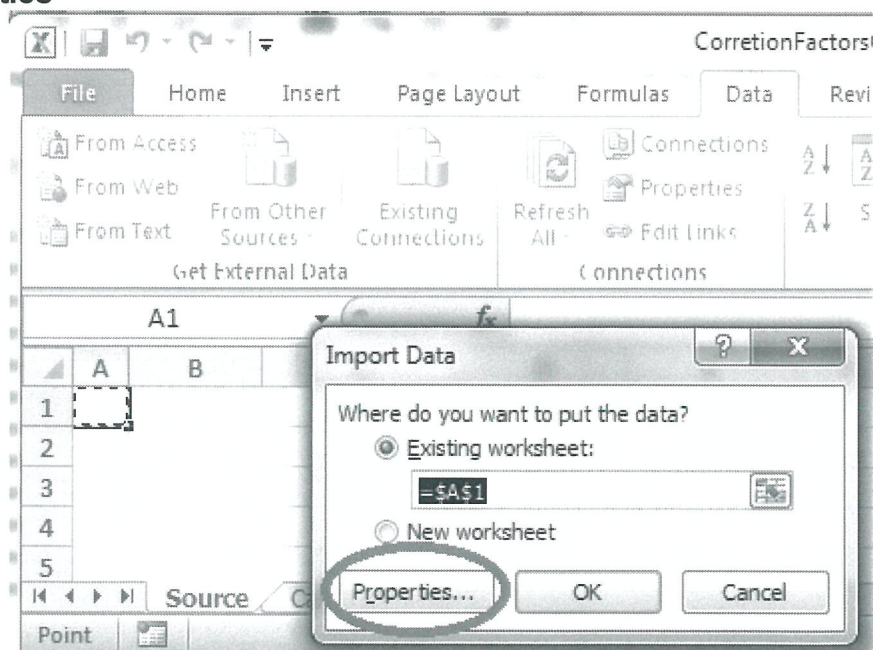 CorretionFactors
File Home Insert Page Layout Formulas Data Revi
From Access
From Web
From Text
From Other Sources
Existing Connections
Refresh All
Connections
Properties
Edit Links
A Z
Z A
A Z
S
Get External Data
Connections
A1
fx
A B
1
2
3
4
5
Import Data
?
X
Where do you want to put the data?
Existing worksheet:
=$A$1
New worksheet
Properties... OK Cancel
Source C
Point